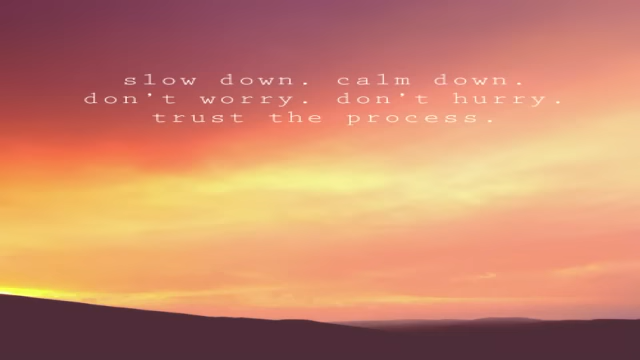 slow down. calm down.
don't worry. don't hurry.
trust the process.